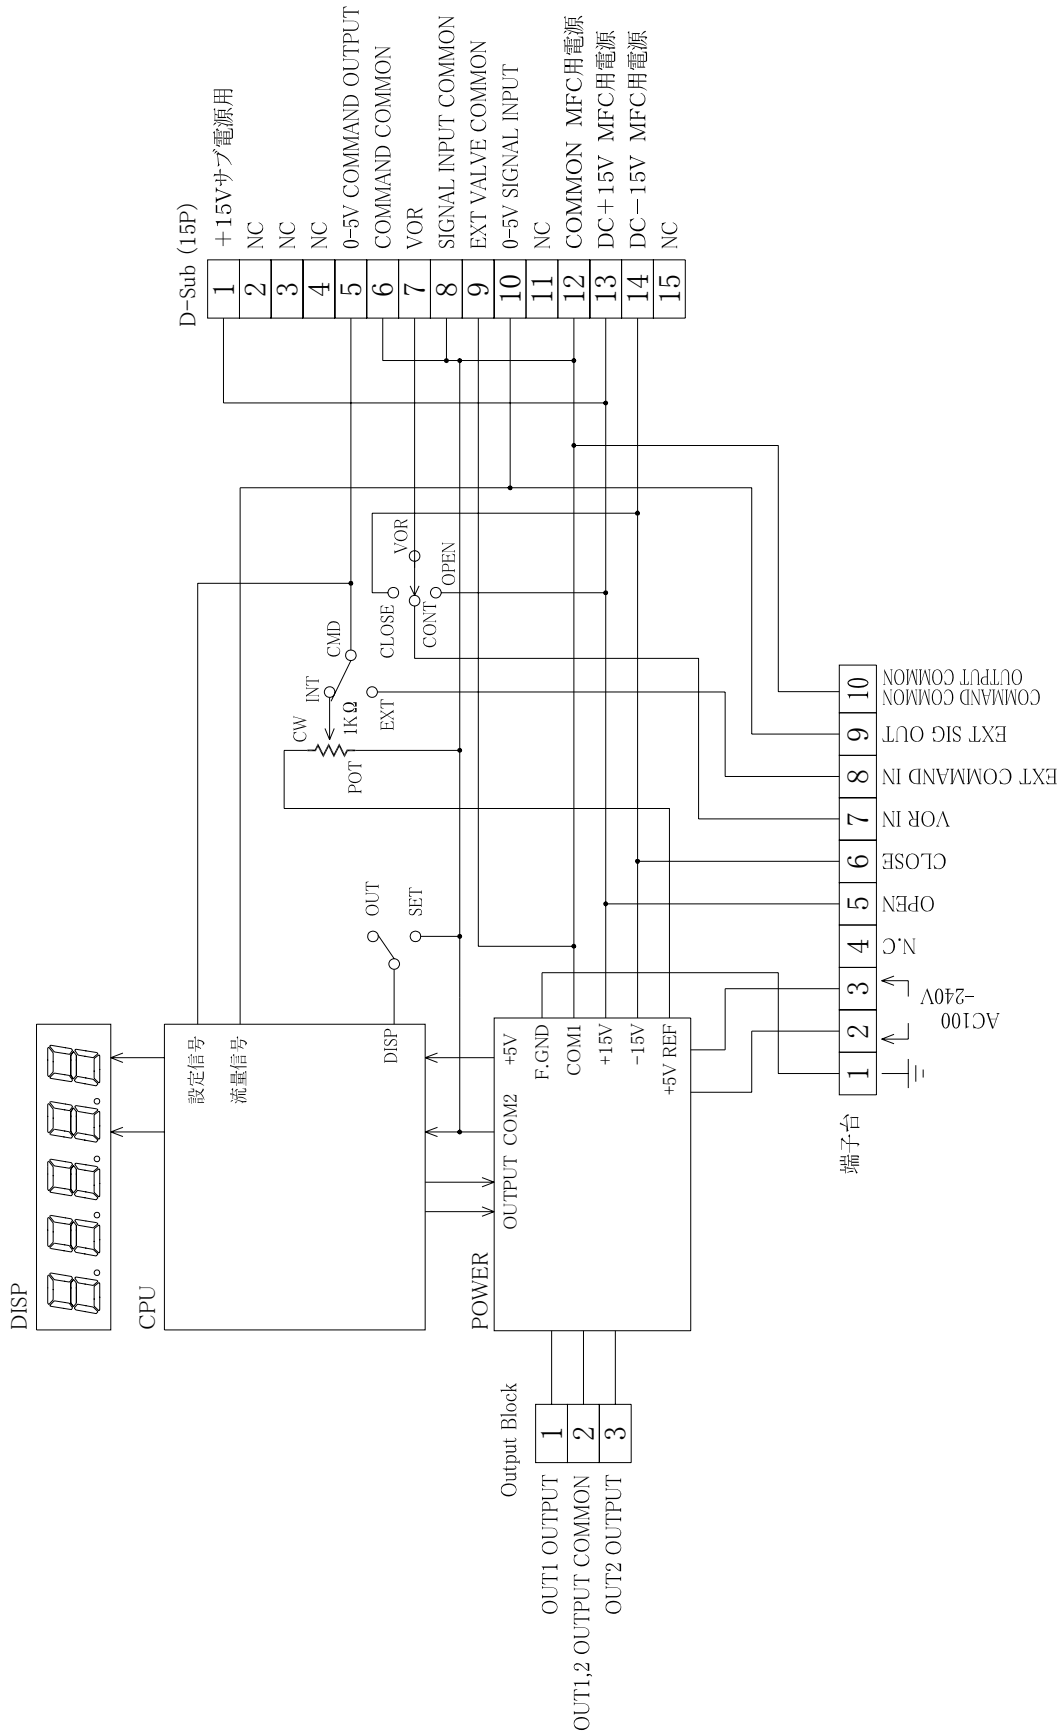 DISP
CPU
設定信号
流量信号
DISP
OUT
SET
POWER
+5V
OUTPUT COM2
F.GND
COM1
+15V
-15V
+5V REF
Output Block
1
2
3
OUT1 OUTPUT
OUT1,2 OUTPUT COMMON
OUT2 OUTPUT
CW
POT
1KΩ
INT
CMD
EXT
CLOSE
CONT
VOR
OPEN
D-Sub (15P)
1 +15Vサブ電源用
2 NC
3 NC
4 NC
5 0-5V COMMAND OUTPUT
6 COMMAND COMMON
7 VOR
8 SIGNAL INPUT COMMON
9 EXT VALVE COMMON
10 0-5V SIGNAL INPUT
11 NC
12 COMMON MFC用電源
13 DC+15V MFC用電源
14 DC-15V MFC用電源
15 NC
端子台
1
2
3
AC100
-240V
4 N.C
5 OPEN
6 CLOSE
7 VOR IN
8 EXT COMMAND IN
9 EXT SIG OUT
10 COMMAND COMMON
OUTPUT COMMON